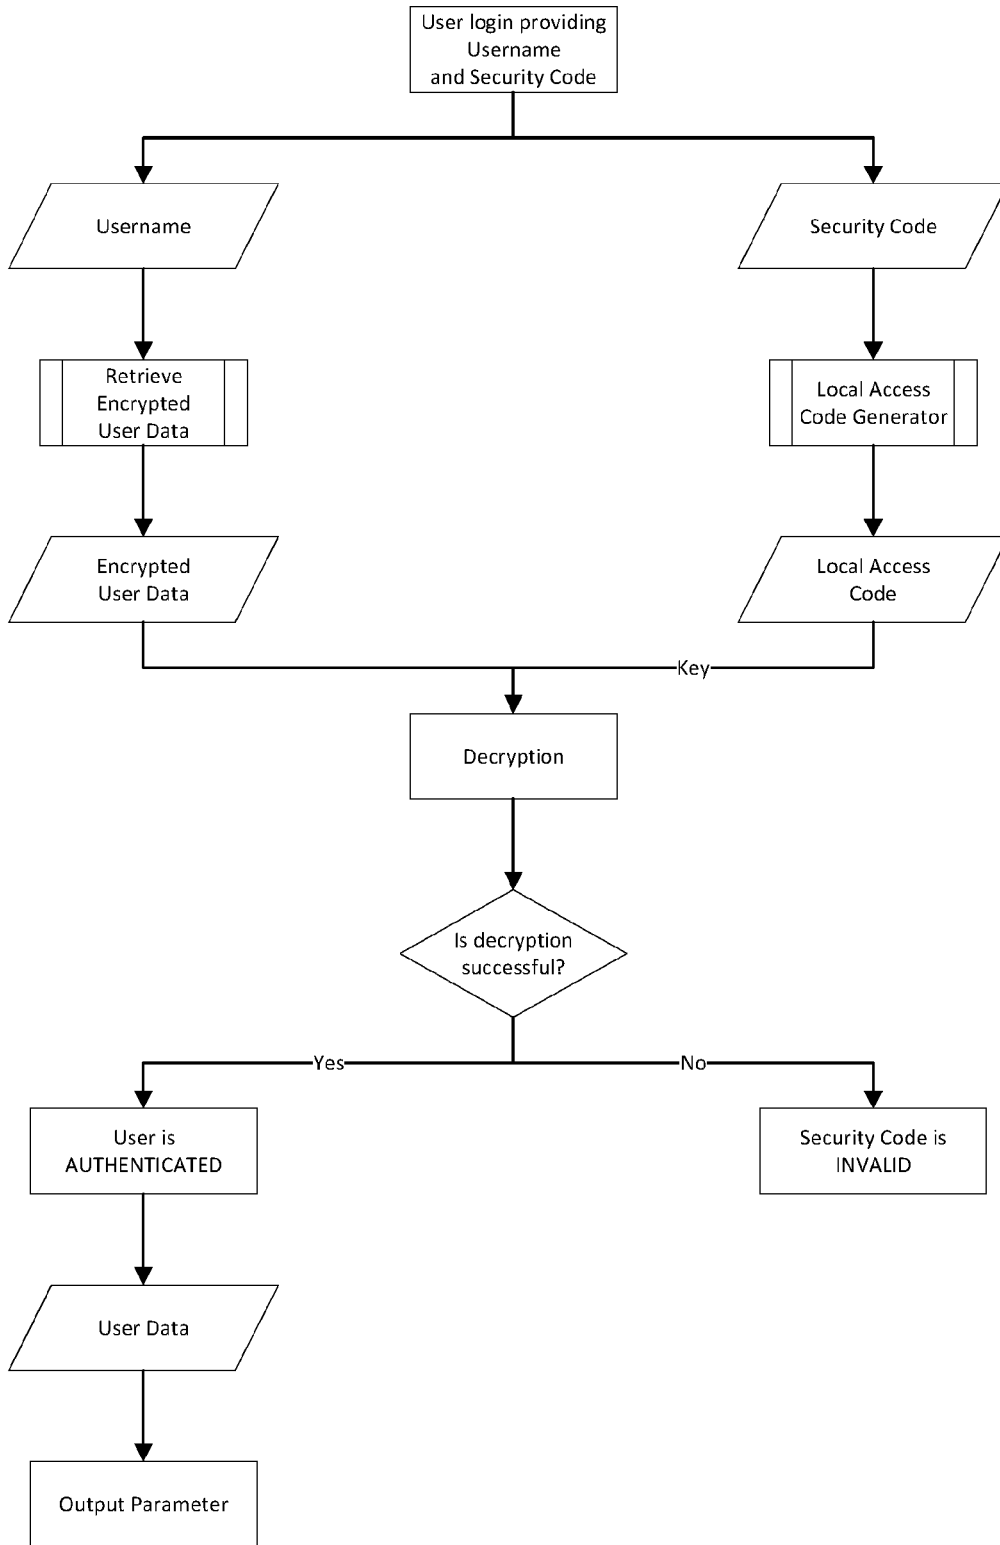 User login providing
Username
and Security Code
Username
Security Code
Retrieve
Encrypted
User Data
Local Access
Code Generator
Encrypted
User Data
Local Access
Code
Key
Decryption
Is decryption
successful?
Yes
No
User is
AUTHENTICATED
Security Code is
INVALID
User Data
Output Parameter